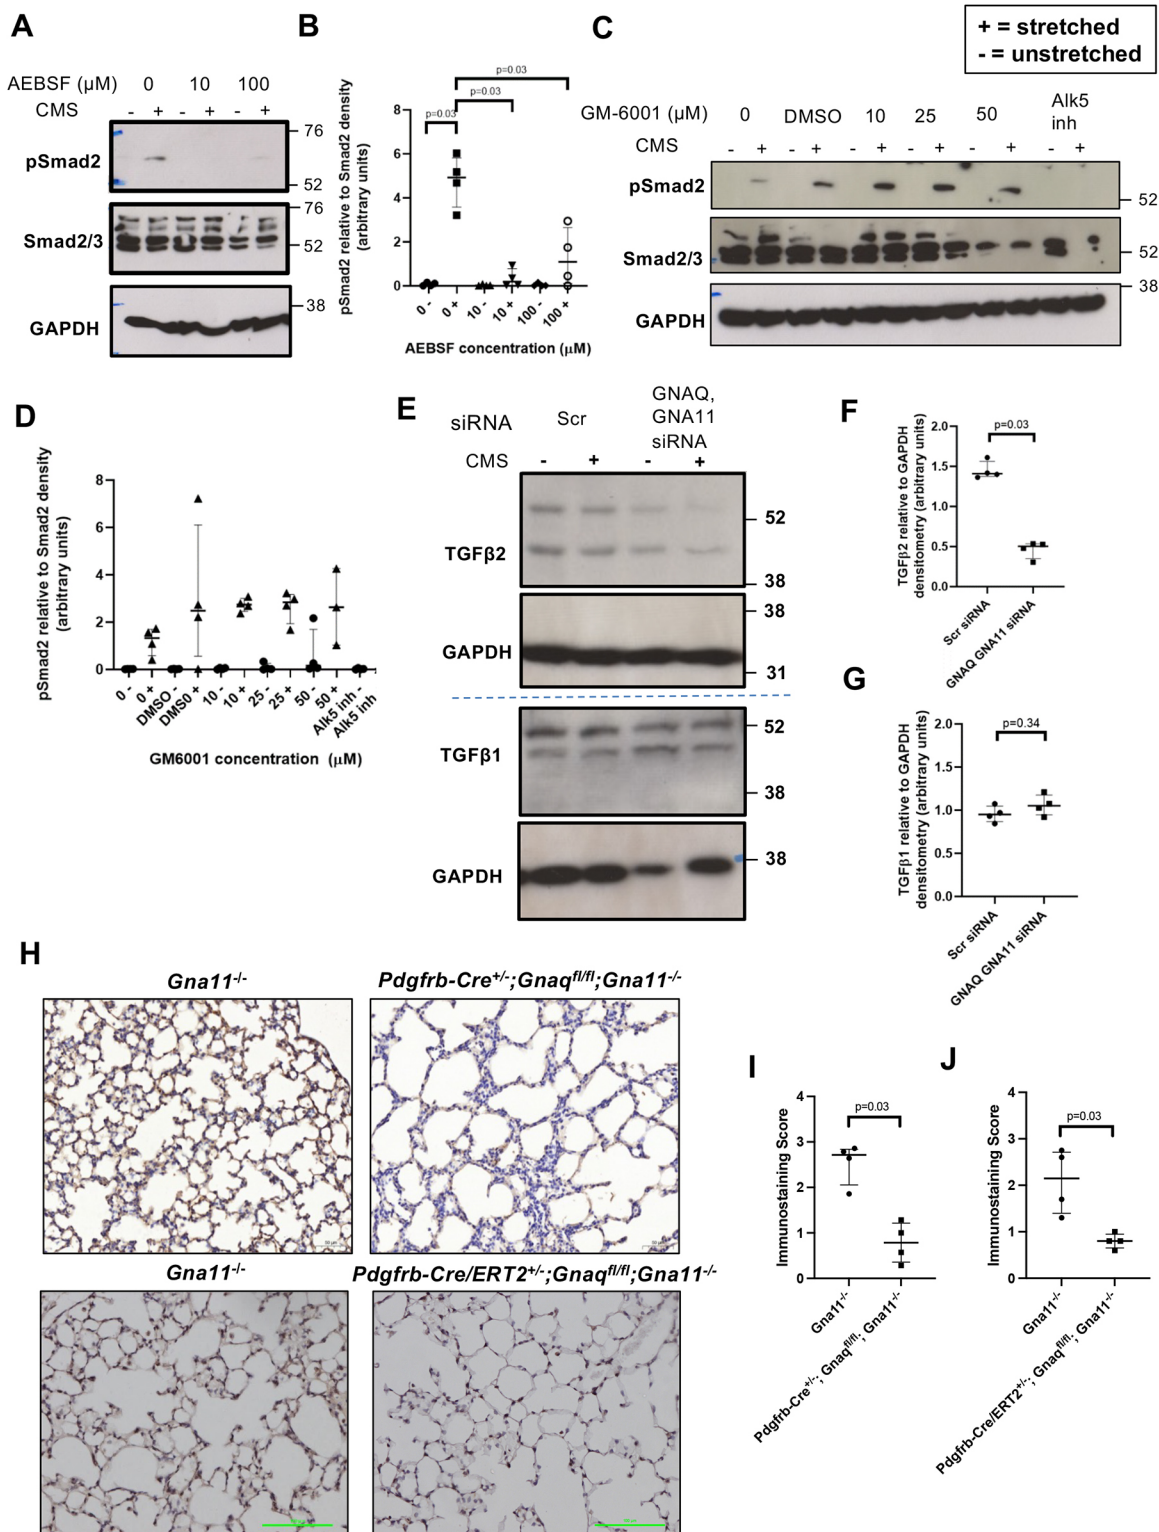 A
B
C
+ = stretched
- = unstretched
AEBSF (µM) 0 10 100
CMS - + - + - +
pSmad2
76
52
Smad2/3
76
52
GAPDH
38
pSmad2 relative to Smad2 density
(arbitrary units)
8
6
4
2
0
p=0.03
p=0.03
p=0.03
0 -
0 +
10 -
10 +
100 -
100 +
AEBSF concentration (µM)
GM-6001 (µM) 0 DMSO 10 25 50 Alk5
inh
CMS - + - + - + - + - + - +
pSmad2
52
Smad2/3
52
GAPDH
38
D
pSmad2 relative to Smad2 density
(arbitrary units)
8
6
4
2
0
0 -
0 +
DMSO -
DMSO +
10 -
10 +
25 -
25 +
50 -
50 +
Alk5 inh -
Alk5 inh
GM6001 concentration (µM)
E
siRNA Scr GNAQ,
GNA11
siRNA
CMS - + - +
TGFβ2
52
38
GAPDH
38
31
TGFβ1
52
38
GAPDH
38
F
TGFβ2 relative to GAPDH
densitometry (arbitrary units)
2.0
1.5
1.0
0.5
0.0
p=0.03
Scr siRNA
GNAQ GNA11 siRNA
G
TGFβ1 relative to GAPDH
densitometry (arbitrary units)
2.0
1.5
1.0
0.5
0.0
p=0.34
Scr siRNA
GNAQ GNA11 siRNA
H
Gna11-/-
Pdgfrb-Cre+/-;Gnaqfl/fl;Gna11-/-
Gna11-/-
Pdgfrb-Cre/ERT2+/-;Gnaqfl/fl;Gna11-/-
I
Immunostaining Score
4
3
2
1
0
p=0.03
Gna11-/-
Pdgfrb-Cre+/-; Gnaqfl/fl; Gna11-/-
J
Immunostaining Score
4
3
2
1
0
p=0.03
Gna11-/-
Pdgfrb-Cre/ERT2+/-; Gnaqfl/fl; Gna11-/-